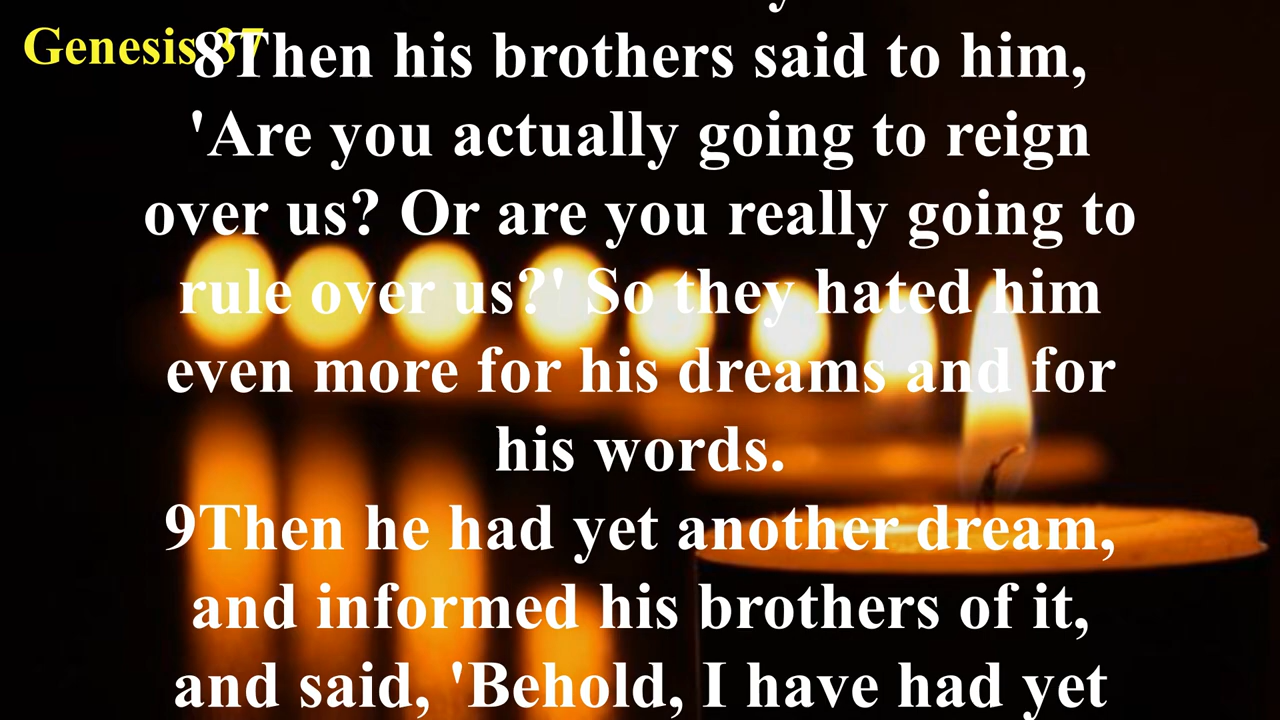 Genesis 37
8Then his brothers said to him,
'Are you actually going to reign
over us? Or are you really going to
rule over us?' So they hated him
even more for his dreams and for
his words.
9Then he had yet another dream,
and informed his brothers of it,
and said, 'Behold, I have had yet